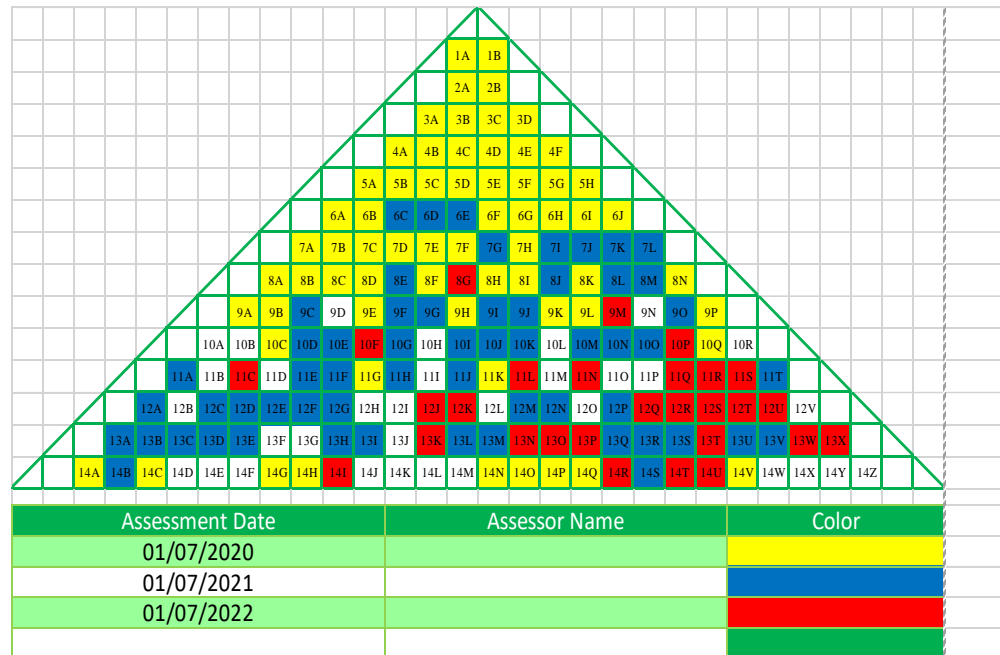 1A 1B
2A 2B
3A 3B 3C 3D
4A 4B 4C 4D 4E 4F
5A 5B 5C 5D 5E 5F 5G 5H
6A 6B 6C 6D 6E 6F 6G 6H 6I 6J
7A 7B 7C 7D 7E 7F 7G 7H 7I 7J 7K 7L
8A 8B 8C 8D 8E 8F 8G 8H 8I 8J 8K 8L 8M 8N
9A 9B 9C 9D 9E 9F 9G 9H 9I 9J 9K 9L 9M 9N 9O 9P
10A 10B 10C 10D 10E 10F 10G 10H 10I 10J 10K 10L 10M 10N 10O 10P 10Q 10R
11A 11B 11C 11D 11E 11F 11G 11H 11I 11J 11K 11L 11M 11N 11O 11P 11Q 11R 11S 11T
12A 12B 12C 12D 12E 12F 12G 12H 12I 12J 12K 12L 12M 12N 12O 12P 12Q 12R 12S 12T 12U 12V
13A 13B 13C 13D 13E 13F 13G 13H 13I 13J 13K 13L 13M 13N 13O 13P 13Q 13R 13S 13T 13U 13V 13W 13X
14A 14B 14C 14D 14E 14F 14G 14H 14I 14J 14K 14L 14M 14N 14O 14P 14Q 14R 14S 14T 14U 14V 14W 14X 14Y 14Z
Assessment Date Assessor Name Color
01/07/2020
01/07/2021
01/07/2022